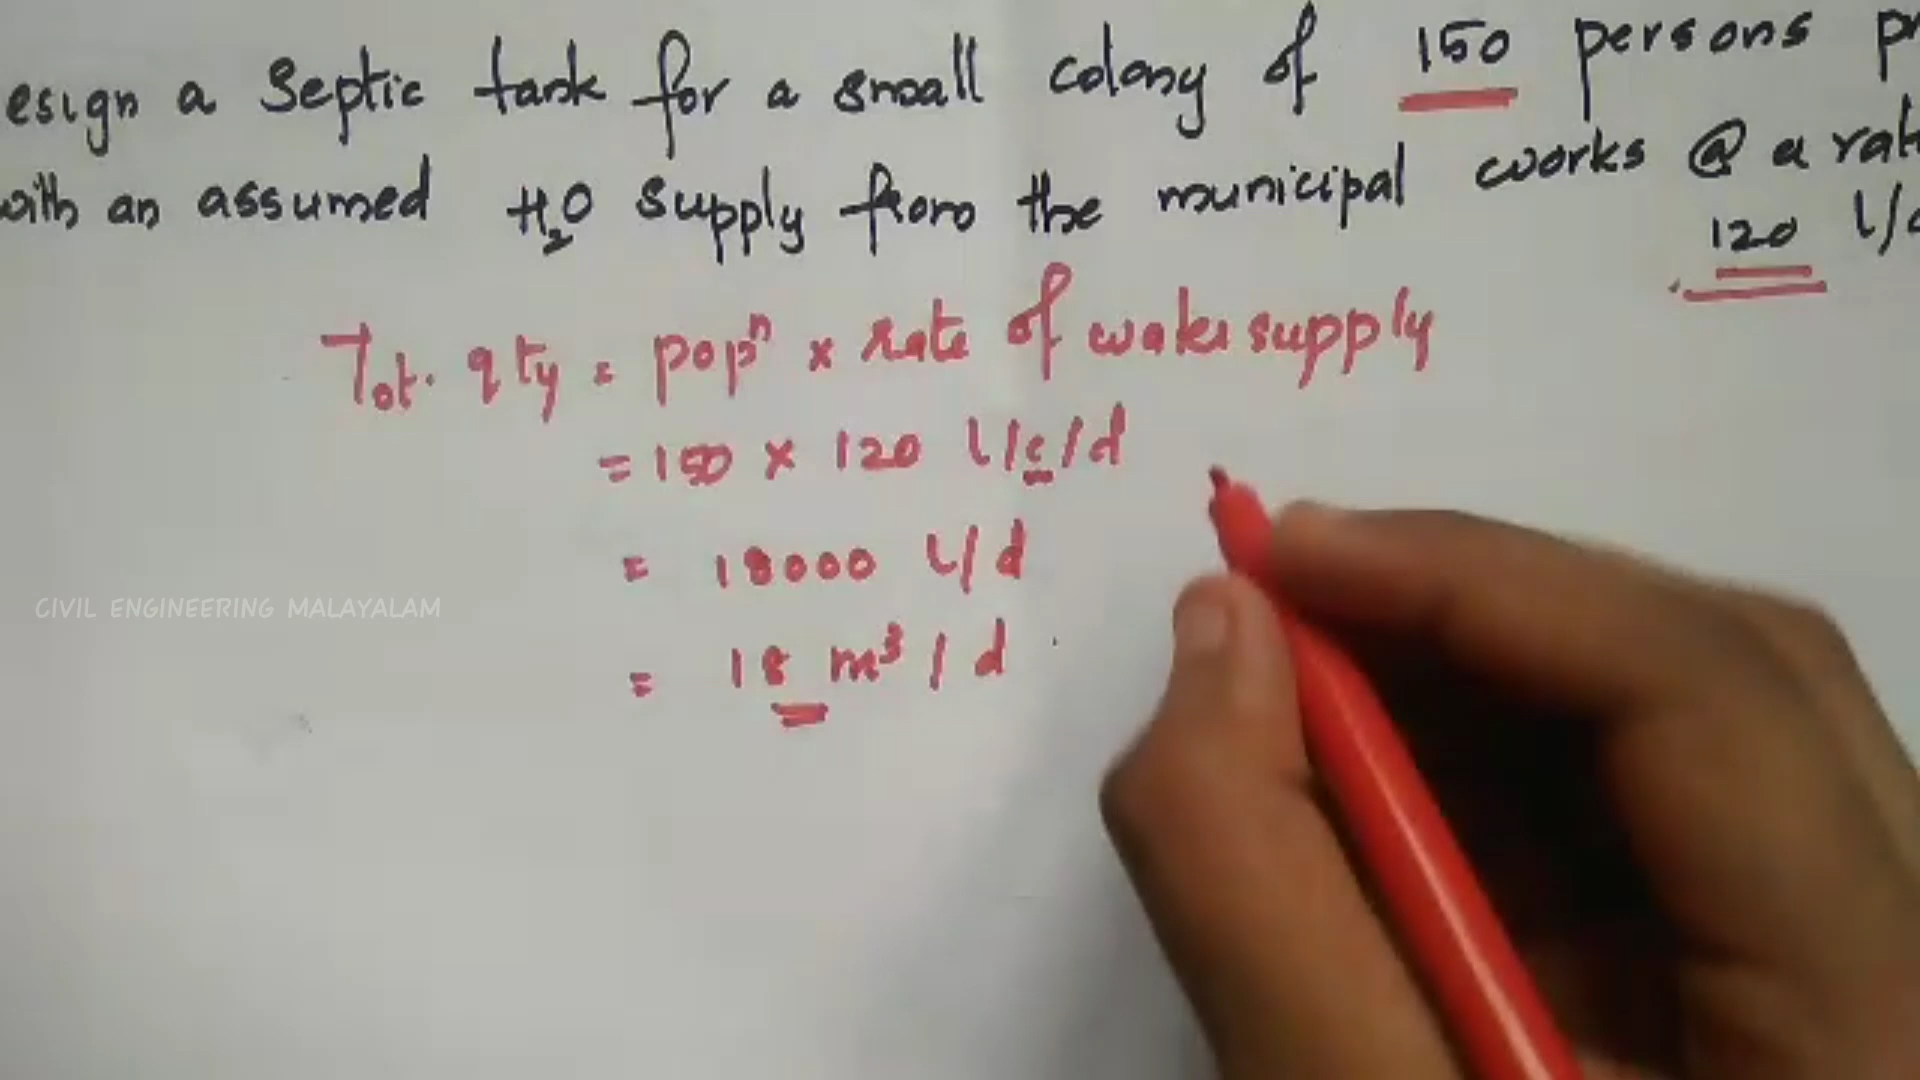 esign a Septic tank for a small colony of 150 persons pr
with an assumed H₂O supply from the municipal works @ a rate
120 l/c
Tot. qty = popⁿ x rate of water supply
= 150 x 120 l/c/d
= 18000 l/d
= 18 m³ / d
CIVIL ENGINEERING MALAYALAM